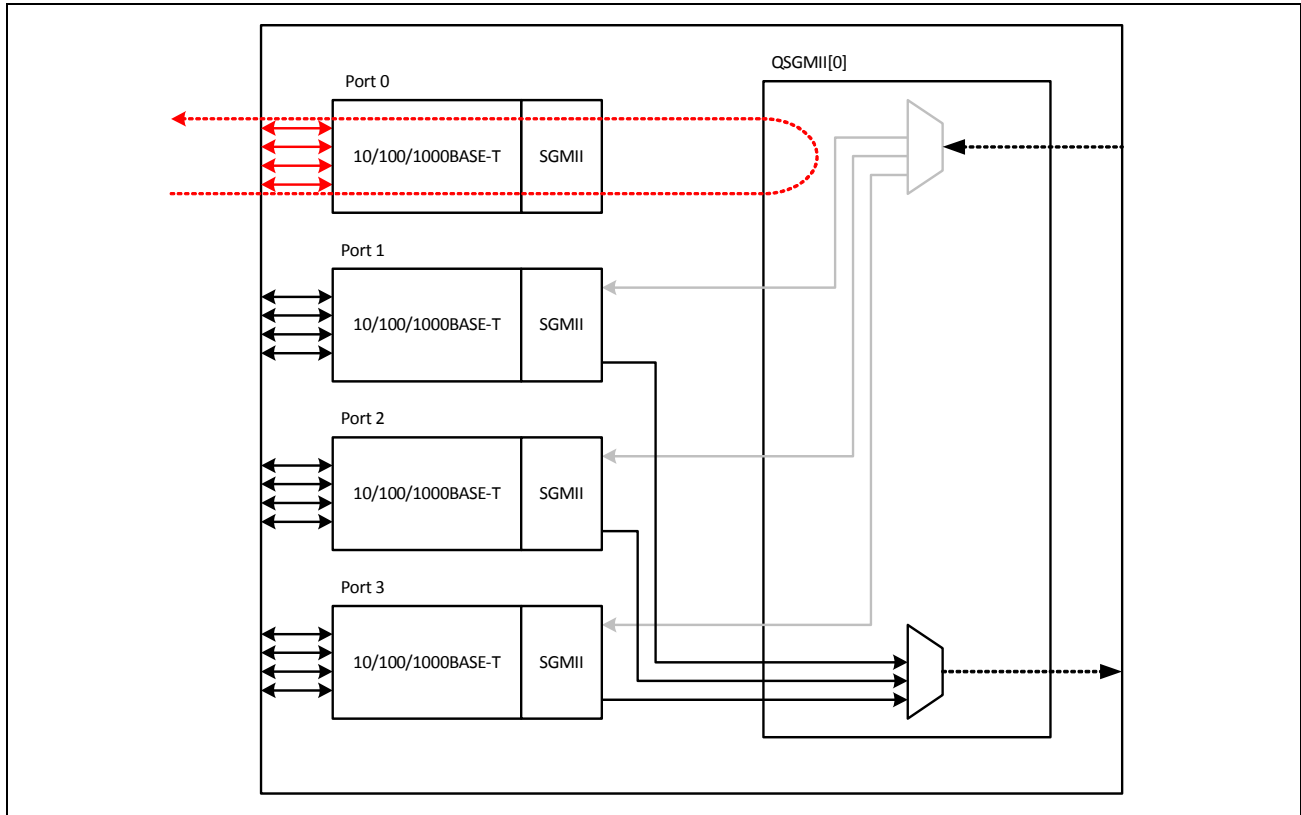 QSGMII[0]
Port 0
10/100/1000BASE-T SGMII
Port 1
10/100/1000BASE-T SGMII
Port 2
10/100/1000BASE-T SGMII
Port 3
10/100/1000BASE-T SGMII